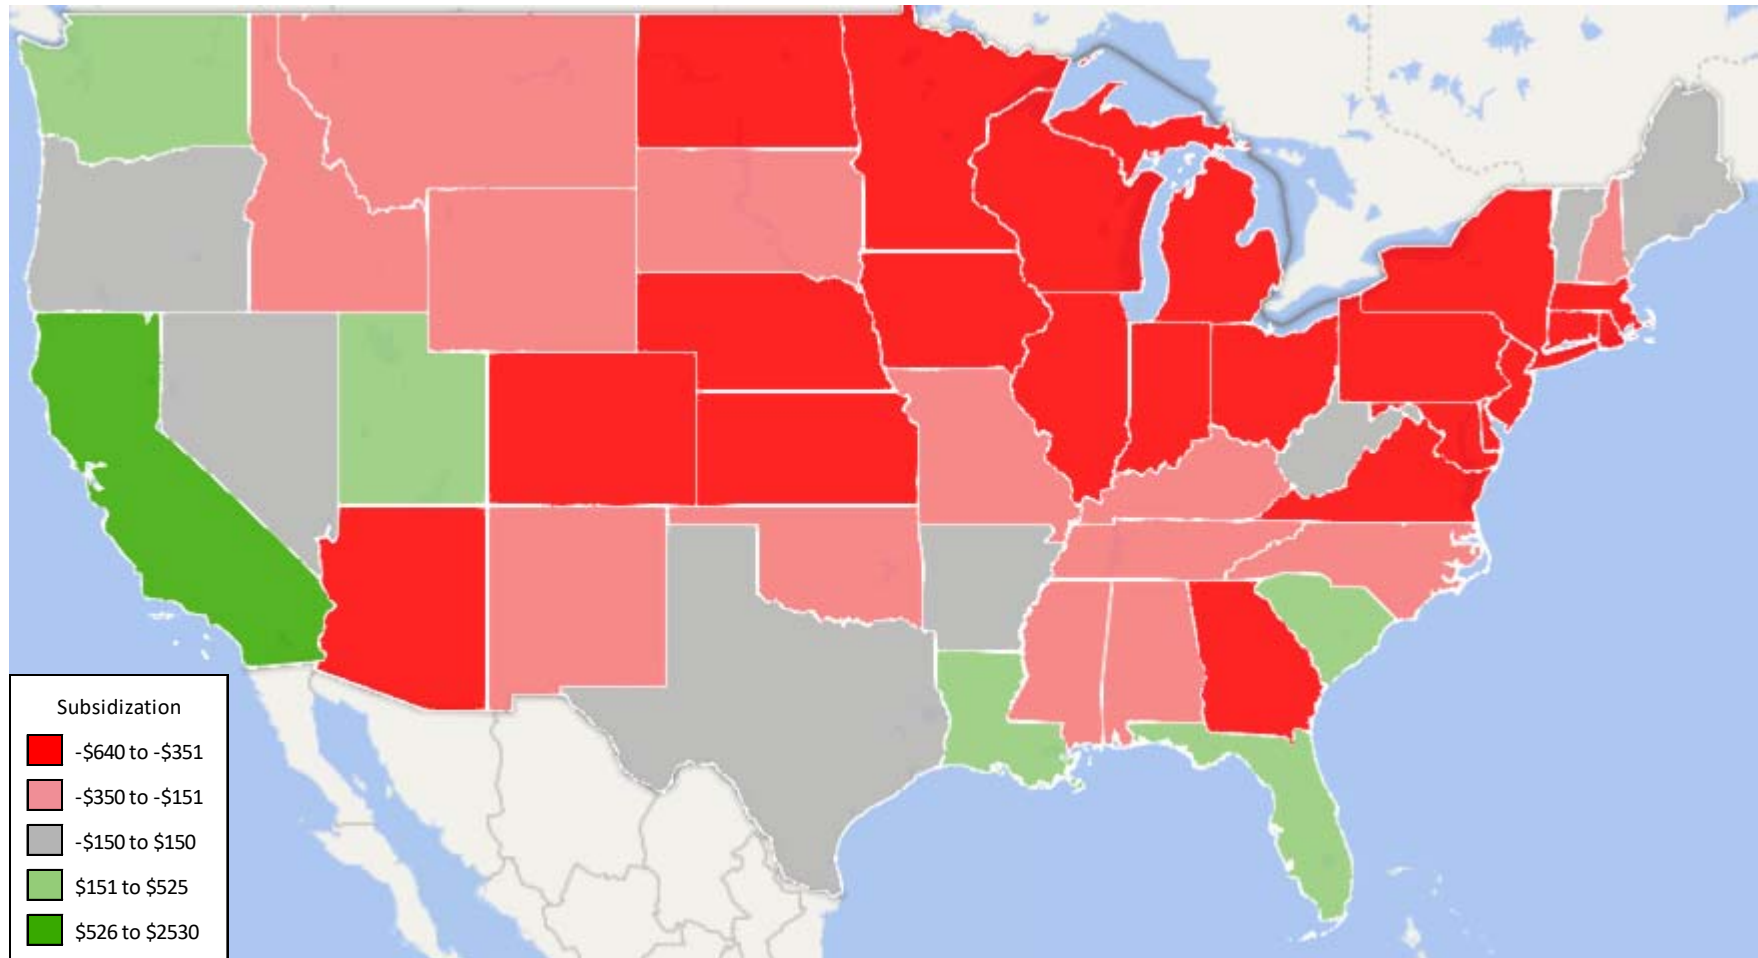 Subsidization
-$640 to -$351
-$350 to -$151
-$150 to $150
$151 to $525
$526 to $2530